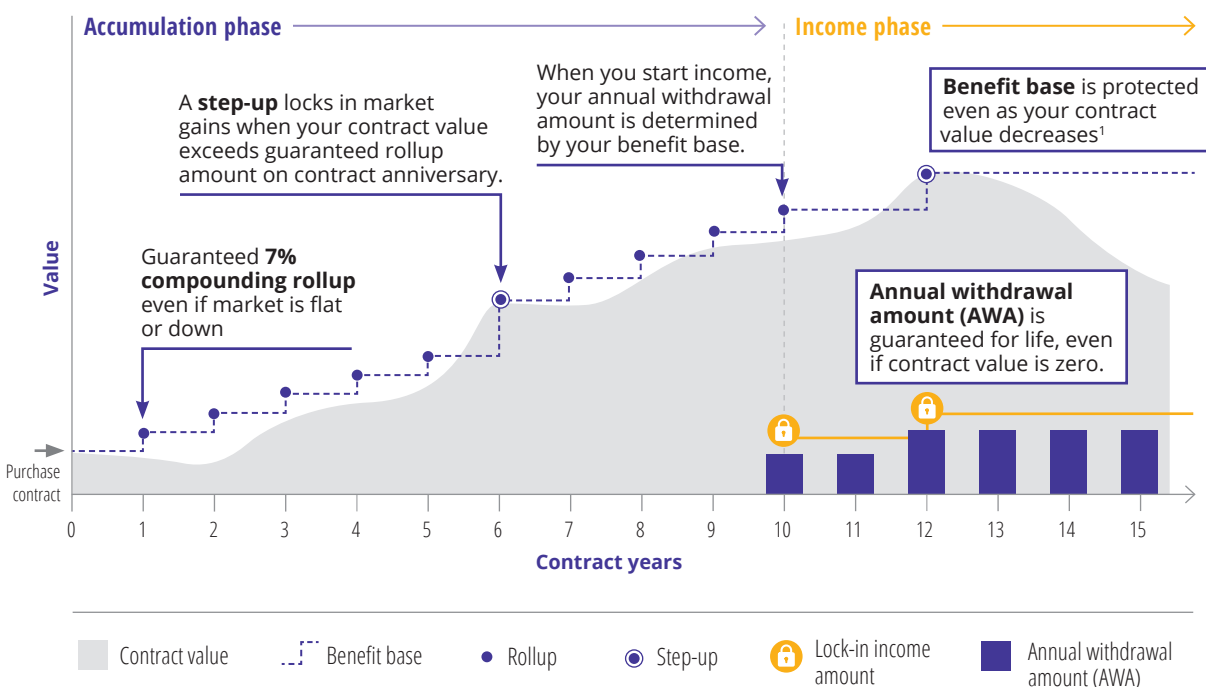 Accumulation phase
Income phase
A step-up locks in market
gains when your contract value
exceeds guaranteed rollup
amount on contract anniversary.
When you start income,
your annual withdrawal
amount is determined
by your benefit base.
Benefit base is protected
even as your contract
value decreases¹
Guaranteed 7%
compounding rollup
even if market is flat
or down
Annual withdrawal
amount (AWA) is
guaranteed for life, even
if contract value is zero.
Value
Purchase
contract
0 1 2 3 4 5 6 7 8 9 10 11 12 13 14 15
Contract years
Contract value
Benefit base
Rollup
Step-up
Lock-in income
amount
Annual withdrawal
amount (AWA)